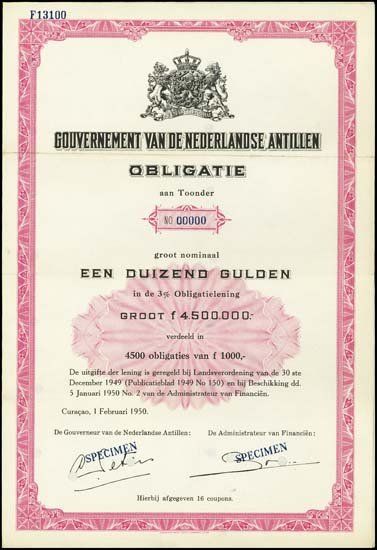 F13100
GOUVERNEMENT VAN DE NEDERLANDSE ANTILLEN
OBLIGATIE
aan Toonder
NO 00000
groot nominaal
EEN DUIZEND GULDEN
in de 3% Obligatielening
GROOT f 4.500.000.-
verdeeld in
4500 obligaties van f 1000,-
De uitgifte der lening is geregeld bij Landsverordening van de 30 ste
December 1949 (Publicatieblad 1949 No 150) en bij Beschikking dd.
5 Januari 1950 No. 2 van de Administrateur van Financiën.
Curaçao, 1 Februari 1950.
De Gouverneur van de Nederlandse Antillen: De Administrateur van Financiën:
SPECIMEN SPECIMEN
Hierbij afgegeven 16 coupons.